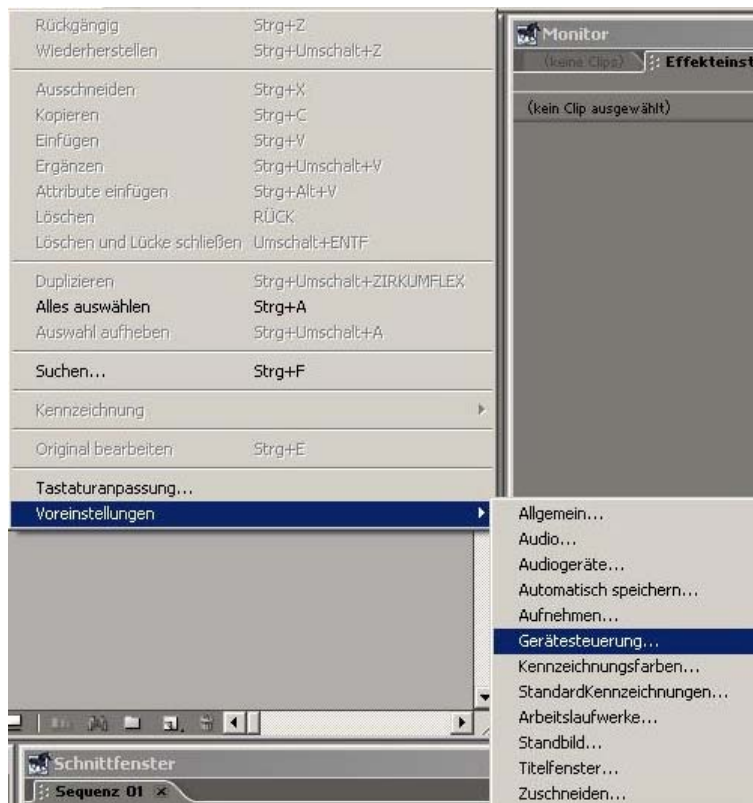 Rückgängig Strg+Z
Wiederherstellen Strg+Umschalt+Z
Ausschneiden Strg+X
Kopieren Strg+C
Einfügen Strg+V
Ergänzen Strg+Umschalt+V
Attribute einfügen Strg+Alt+V
Löschen RÜCK
Löschen und Lücke schließen Umschalt+ENTF
Duplizieren Strg+Umschalt+ZIRKUMFLEX
Alles auswählen Strg+A
Auswahl aufheben Strg+Umschalt+A
Suchen... Strg+F
Kennzeichnung
Original bearbeiten Strg+E
Tastaturanpassung...
Voreinstellungen
Monitor
(keine Clips) Effekteinst
(kein Clip ausgewählt)
Allgemein...
Audio...
Audiogeräte...
Automatisch speichern...
Aufnehmen...
Gerätesteuerung...
Kennzeichnungsfarben...
StandardKennzeichnungen...
Arbeitslaufwerke...
Standbild...
Titelfenster...
Zuschneiden...
Schnittfenster
Sequenz 01 ×